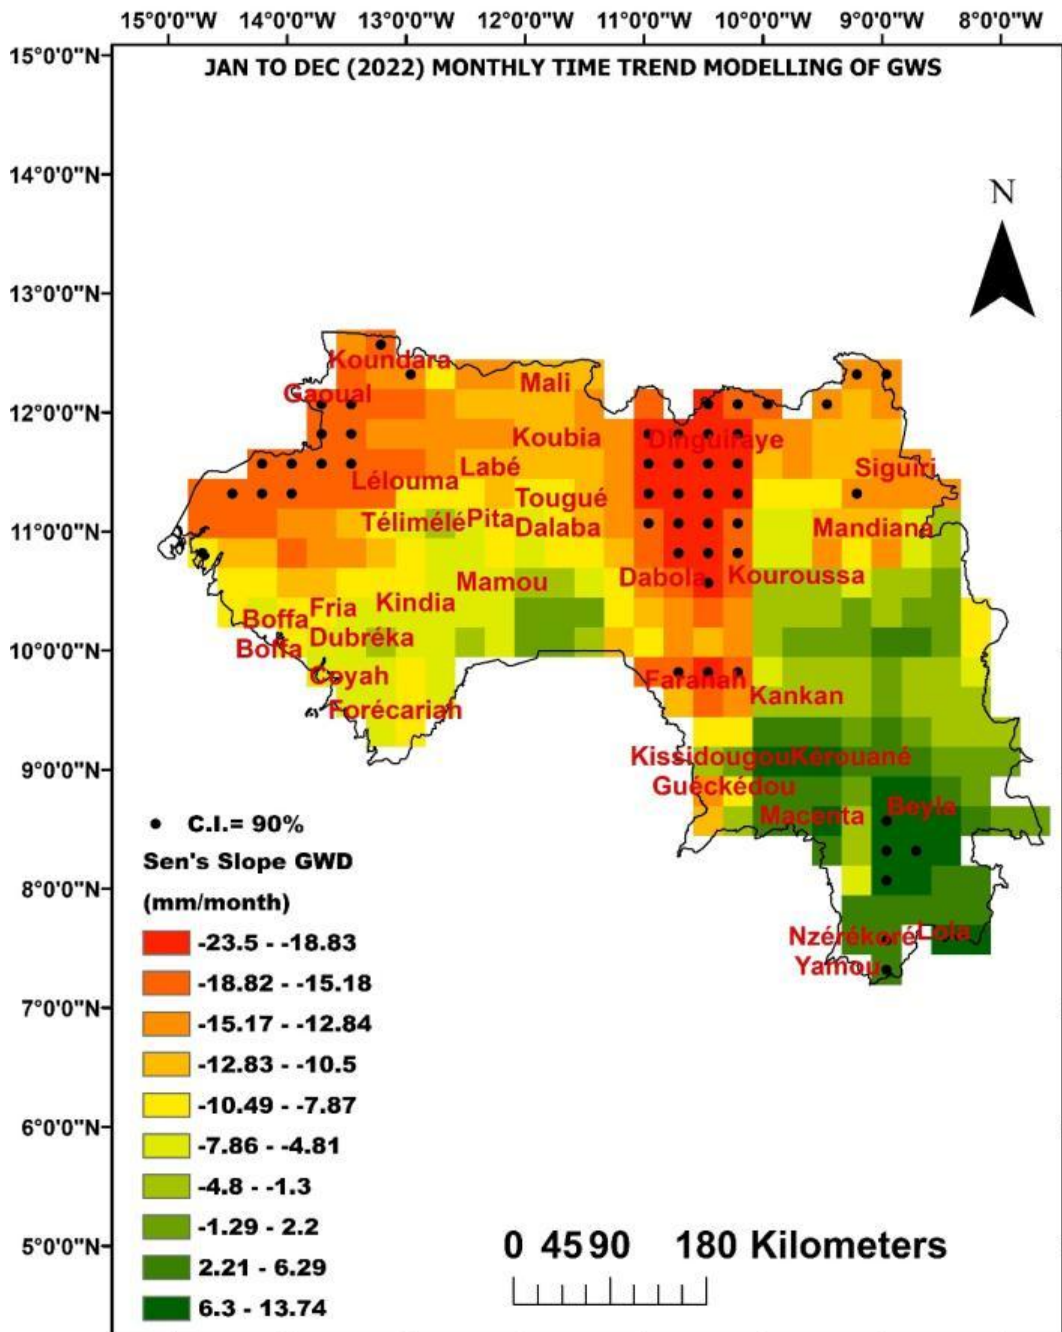 15°0'0"W 14°0'0"W 13°0'0"W 12°0'0"W 11°0'0"W 10°0'0"W 9°0'0"W 8°0'0"W
15°0'0"N
JAN TO DEC (2022) MONTHLY TIME TREND MODELLING OF GWS
14°0'0"N
N
13°0'0"N
Koundara
Mali
Gaoual
12°0'0"N
Koubia
Dinguiraye
Labé
Siguiri
Lélouma
Tougué
Télimélé
Pita
Dalaba
Mandiana
11°0'0"N
Mamou
Dabola
Kouroussa
Kindia
Fria
Boffa
Dubréka
Boffa
10°0'0"N
Coyah
Faranah
Kankan
Forécariah
Kissidougou
Kérouané
9°0'0"N
Guéckédou
Beyla
Macenta
C.I.= 90%
Sen's Slope GWD
8°0'0"N
(mm/month)
Nzérékoré
Lola
-23.5 - -18.83
Yamou
-18.82 - -15.18
7°0'0"N
-15.17 - -12.84
-12.83 - -10.5
-10.49 - -7.87
6°0'0"N
-7.86 - -4.81
-4.8 - -1.3
-1.29 - 2.2
5°0'0"N
0 45 90 180 Kilometers
2.21 - 6.29
6.3 - 13.74